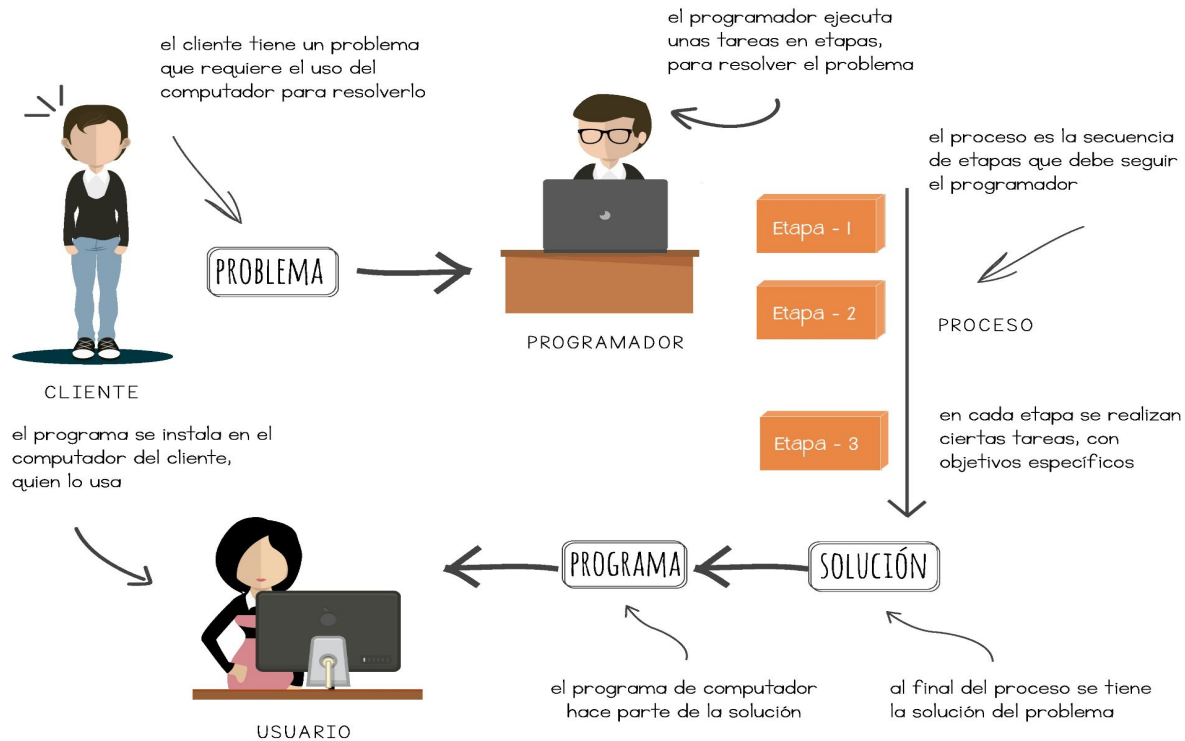 el cliente tiene un problema
que requiere el uso del
computador para resolverlo
el programador ejecuta
unas tareas en etapas,
para resolver el problema
el proceso es la secuencia
de etapas que debe seguir
el programador
PROBLEMA
Etapa - 1
Etapa - 2
PROCESO
PROGRAMADOR
CLIENTE
Etapa - 3
en cada etapa se realizan
ciertas tareas, con
objetivos específicos
el programa se instala en el
computador del cliente,
quien lo usa
PROGRAMA
SOLUCIÓN
el programa de computador
hace parte de la solución
al final del proceso se tiene
la solución del problema
USUARIO